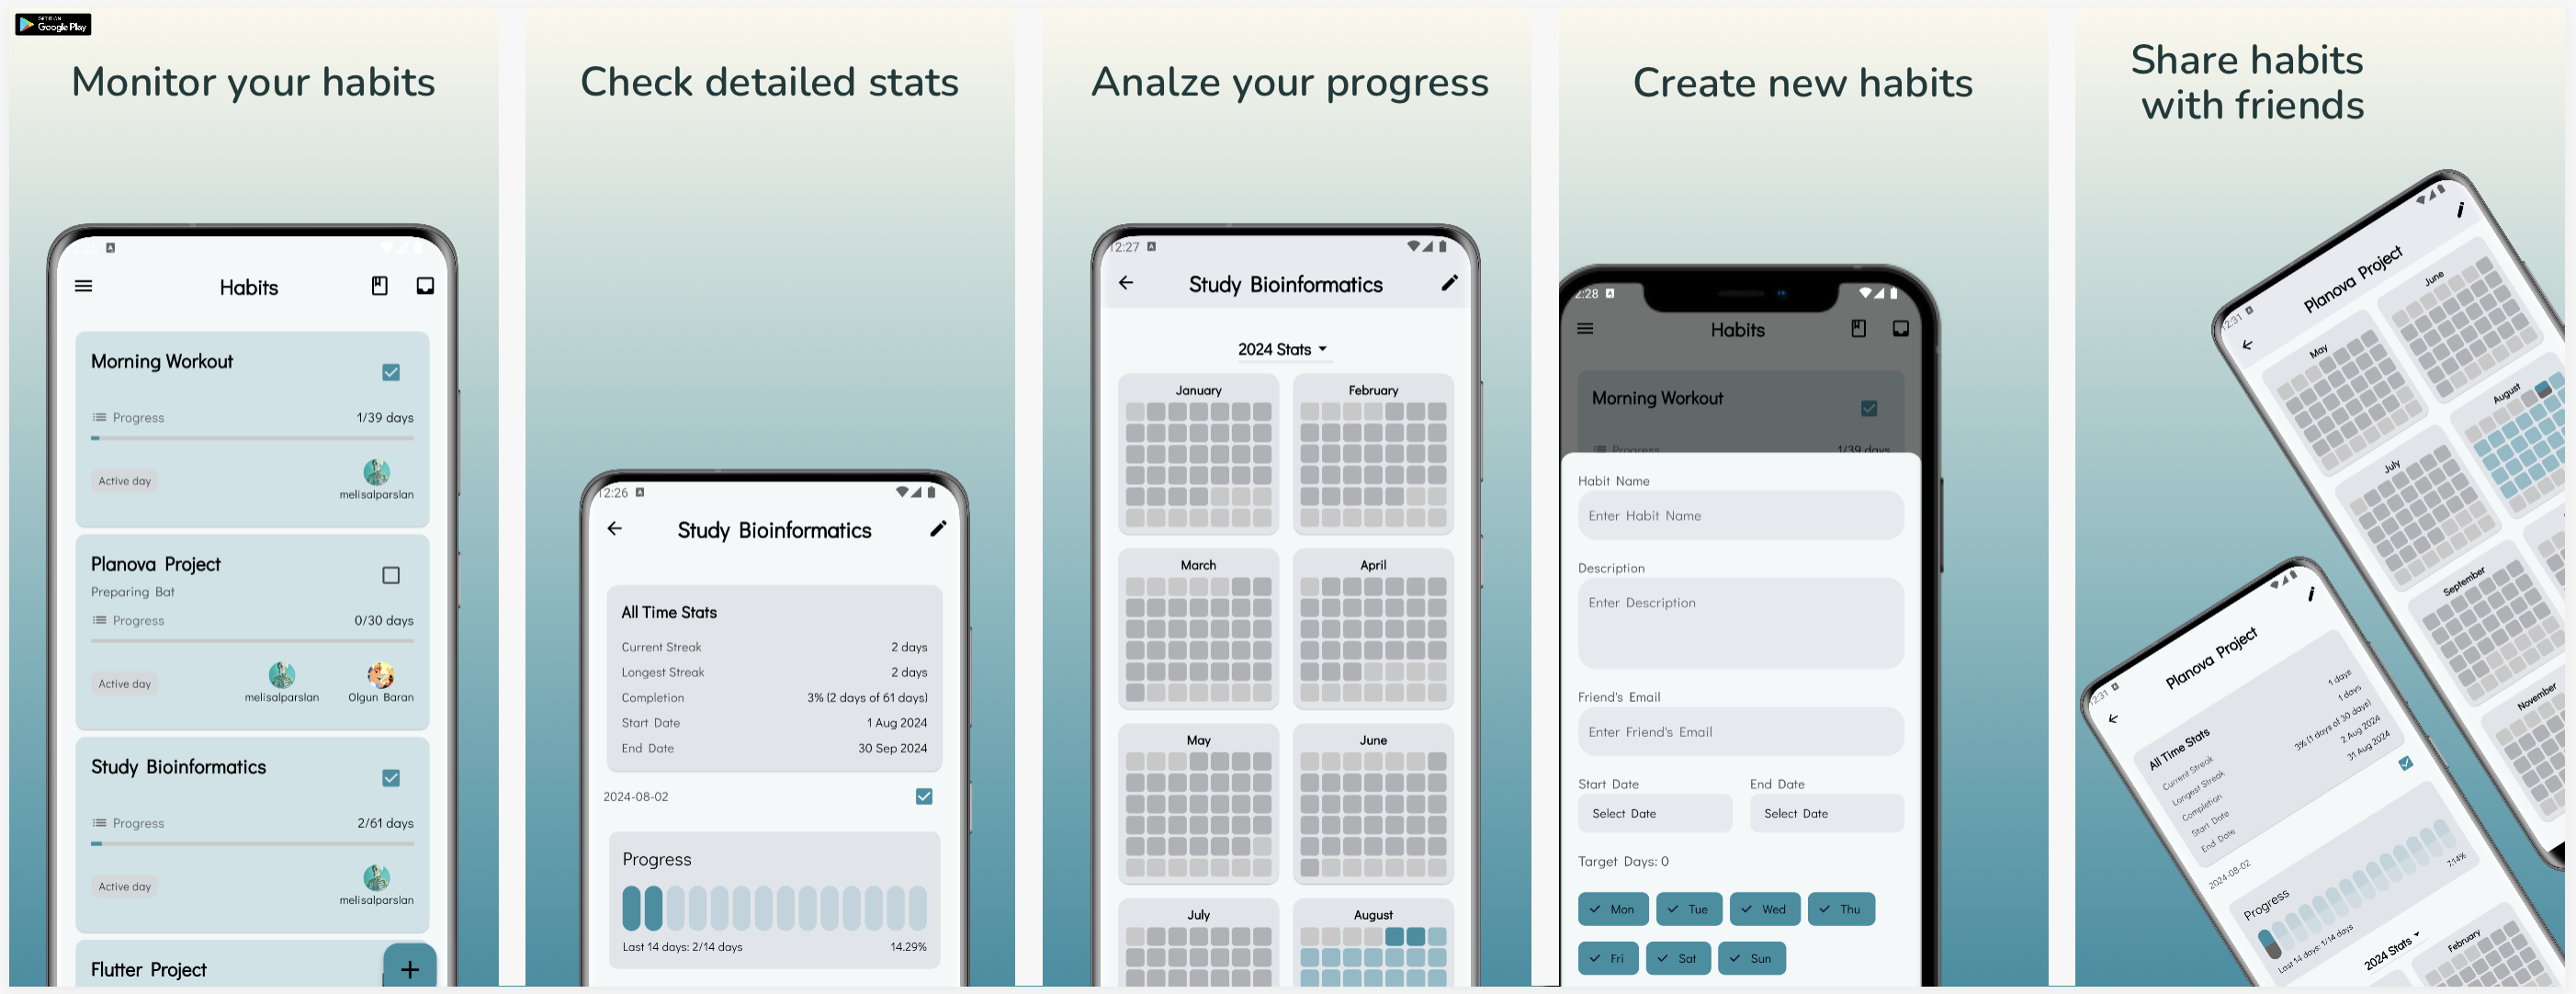 GET IT ON
Google Play
Monitor your habits
Habits
Morning Workout
Progress
1/39 days
Active day
melisalparslan
Planova Project
Preparing Bat
Progress
0/30 days
Active day
melisalparslan
Olgun Baran
Study Bioinformatics
Progress
2/61 days
Active day
melisalparslan
Flutter Project
Check detailed stats
12:26
Study Bioinformatics
All Time Stats
Current Streak
2 days
Longest Streak
2 days
Completion
3% (2 days of 61 days)
Start Date
1 Aug 2024
End Date
30 Sep 2024
2024-08-02
Progress
Last 14 days: 2/14 days
14.29%
Analze your progress
12:27
Study Bioinformatics
2024 Stats
January
February
March
April
May
June
July
August
Create new habits
2:28
Habits
Morning Workout
Progress
1/39 days
Habit Name
Enter Habit Name
Description
Enter Description
Friend's Email
Enter Friend's Email
Start Date
End Date
Select Date
Select Date
Target Days: 0
Mon
Tue
Wed
Thu
Fri
Sat
Sun
Share habits
with friends
12:31
Planova Project
May
June
July
August
September
November
12:31
Planova Project
All Time Stats
Current Streak
1 days
Longest Streak
1 days
Completion
3% (1 days of 30 days)
Start Date
2 Aug 2024
End Date
31 Aug 2024
2024-08-02
Progress
Last 14 days: 1/14 days
7.14%
2024 Stats
February